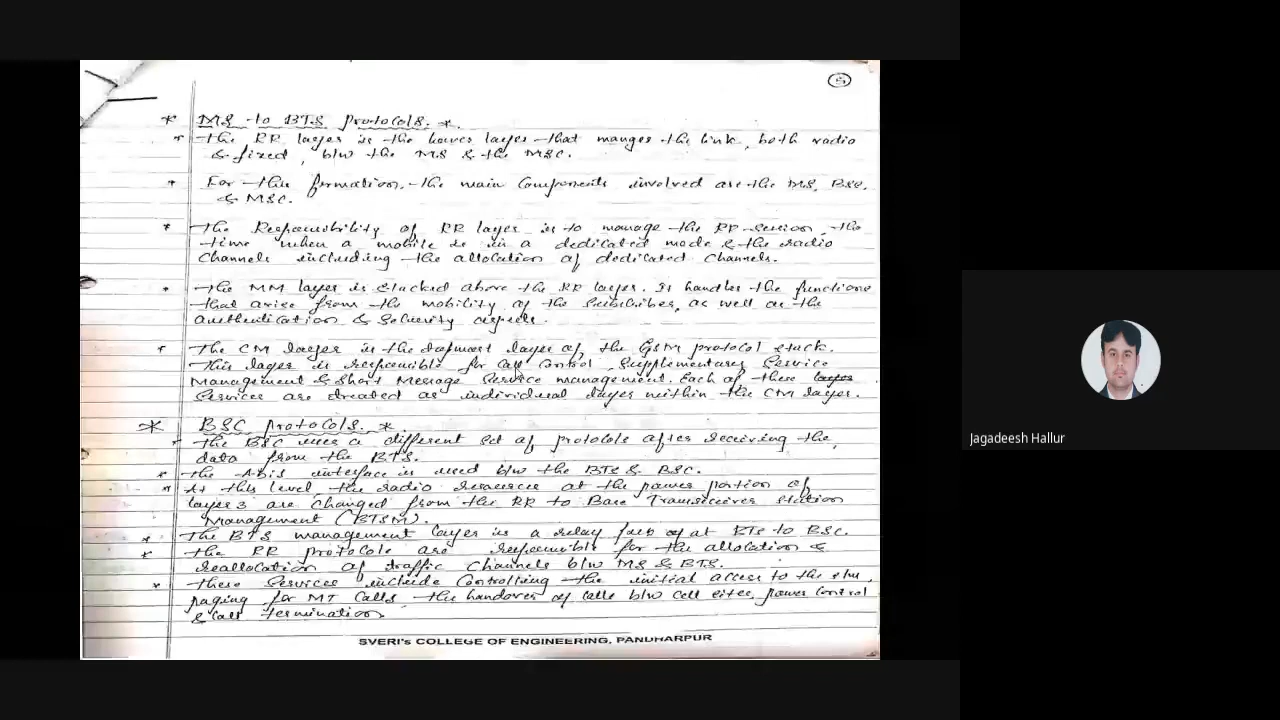 5
* MS to BTS protocols. *.
* The RR layer is the lower layer that manges the link, both radio
& fixed, b/w the MS & the MSC.
* For this formation, the main Components involved are the MS, BSC,
& MSC.
* The Responsibility of RR layer is to manage the RR session, the
time when a mobile is in a dedicated mode & the radio
Channels including the allocation of dedicated channels.
* The MM layer is stacked above the RR layer. It handles the functions
that arise from the mobility of the Subscriber, as well as the
authentication & Security aspects.
* The CM layer is the topmost layer of the GSM protocol stack.
This layer is responsible for Call Control, Supplementary Service
Management & Short Message Service management. Each of these layer
Services are treated as individual layer within the CM layer.
* BSC protocols. *.
* The BSC uses a different set of protocols after receiving the
data from the BTS.
* the Abis interface is used b/w the BTS & BSC.
* At this level the radio resources at the power portion of
layer 3 are changed from the RR to Base Transceiver station
Management (BTSM).
* The BTS management layer is a relay at BTS to BSC.
* the RR protocols are responsible for the allocation &
reallocation of traffic channels b/w MS & BTS.
* these Services include Controlling the initial access to the
paging for MT Calls, the handover of calls b/w cell sites, power Control
& Call termination.
SVERI's COLLEGE OF ENGINEERING, PANDHARPUR
Jagadeesh Hallur